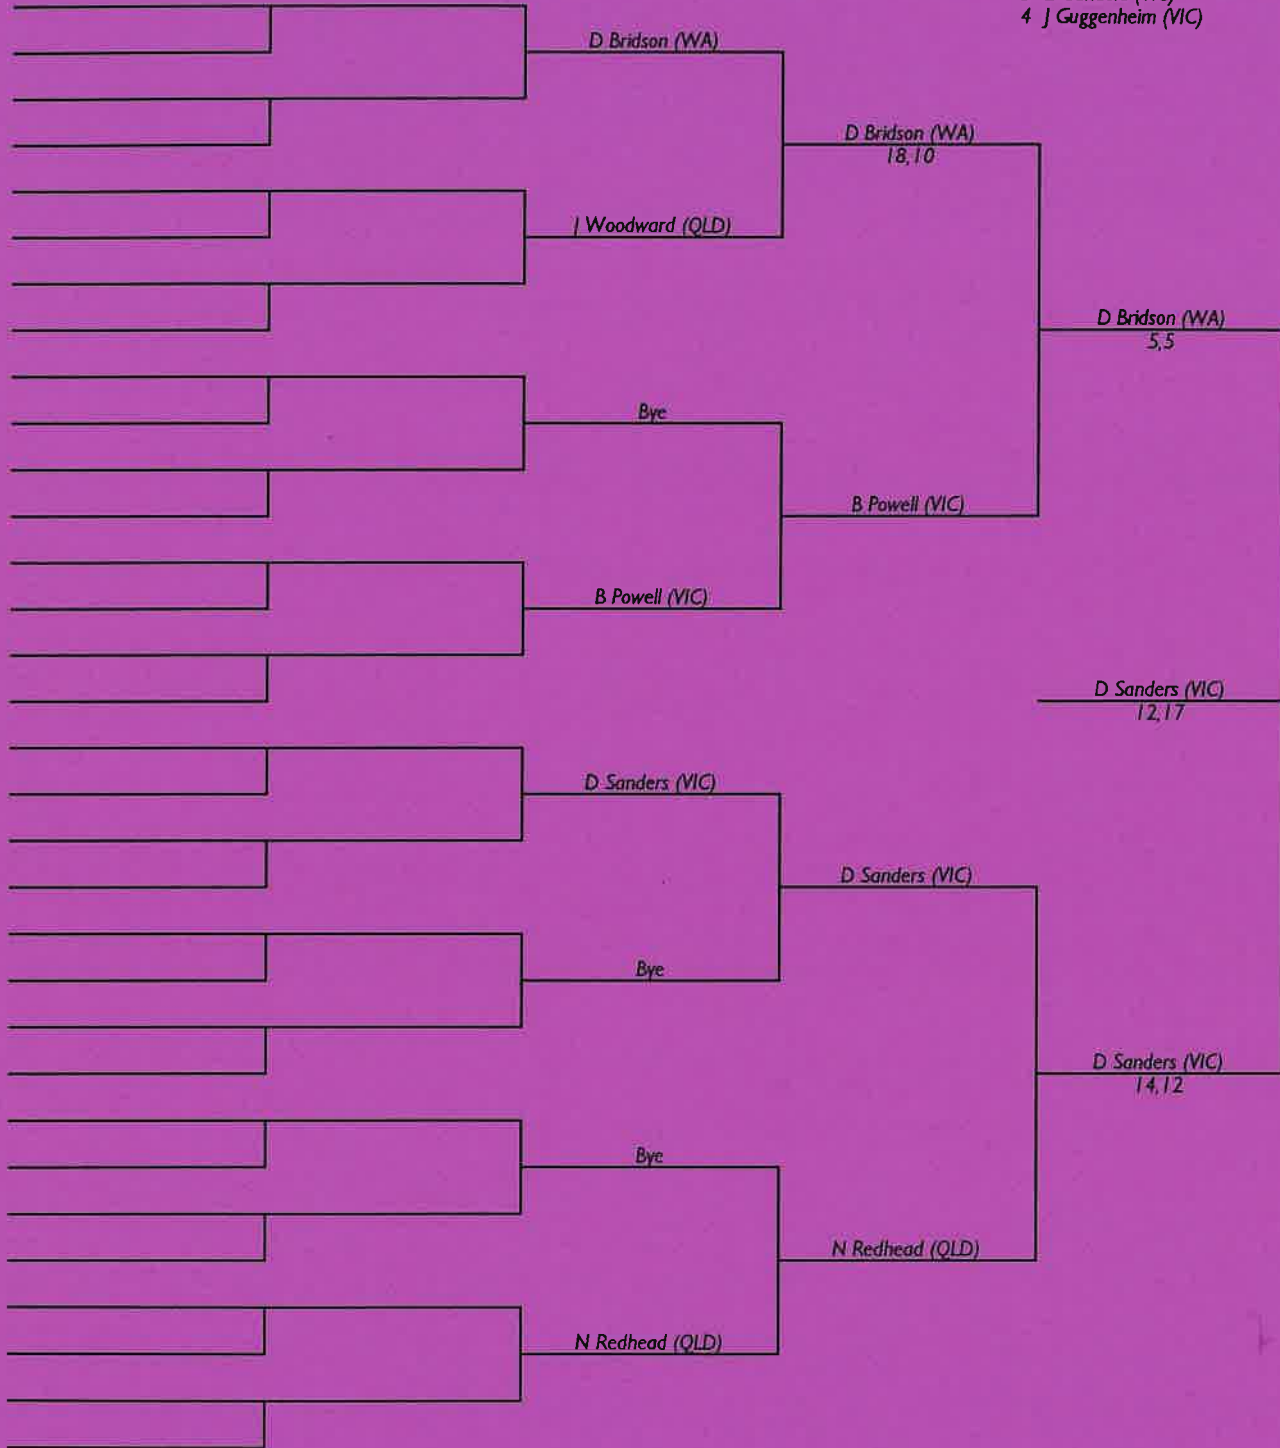 4 J Guggenheim (VIC)
D Bridson (WA)
D Bridson (WA)
18,10
J Woodward (QLD)
D Bridson (WA)
5,5
Bye
B Powell (VIC)
B Powell (VIC)
D Sanders (VIC)
12,17
D Sanders (VIC)
D Sanders (VIC)
Bye
D Sanders (VIC)
14,12
Bye
N Redhead (QLD)
N Redhead (QLD)